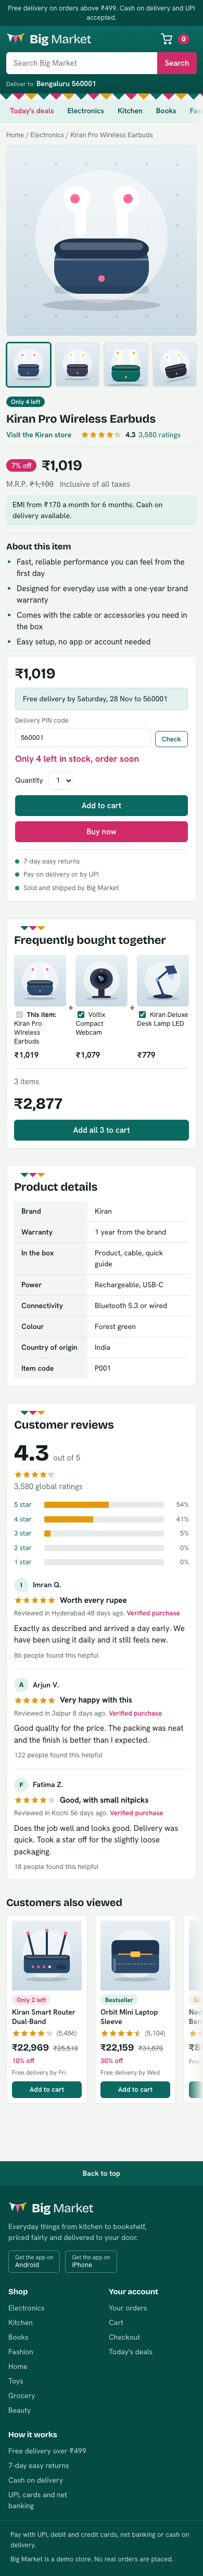 Free delivery on orders above ₹499. Cash on delivery and UPI
accepted.
Big Market
0
Search Big Market
Search
Deliver to Bengaluru 560001
Today's deals Electronics Kitchen Books
Home / Electronics / Kiran Pro Wireless Earbuds
Only 4 left
Kiran Pro Wireless Earbuds
Visit the Kiran store 4.3 3,580 ratings
7% off ₹1,019
M.R.P. ₹1,100 Inclusive of all taxes
EMI from ₹170 a month for 6 months. Cash on
delivery available.
About this item
Fast, reliable performance you can feel from the
first day
Designed for everyday use with a one-year brand
warranty
Comes with the cable or accessories you need in
the box
Easy setup, no app or account needed
₹1,019
Free delivery by Saturday, 28 Nov to 560001
Delivery PIN code
560001
Check
Only 4 left in stock, order soon
Quantity 1
Add to cart
Buy now
7-day easy returns
Pay on delivery or by UPI
Sold and shipped by Big Market
Frequently bought together
This item:
Kiran Pro
Wireless
Earbuds
₹1,019
+
Voltix
Compact
Webcam
₹1,079
+
Kiran Deluxe
Desk Lamp LED
₹779
3 items
₹2,877
Add all 3 to cart
Product details
Brand Kiran
Warranty 1 year from the brand
In the box Product, cable, quick
guide
Power Rechargeable, USB-C
Connectivity Bluetooth 5.3 or wired
Colour Forest green
Country of origin India
Item code P001
Customer reviews
4.3 out of 5
3,580 global ratings
5 star 54%
4 star 41%
3 star 5%
2 star 0%
1 star 0%
I Imran Q.
Worth every rupee
Reviewed in Hyderabad 48 days ago. Verified purchase
Exactly as described and arrived a day early. We
have been using it daily and it still feels new.
86 people found this helpful
A Arjun V.
Very happy with this
Reviewed in Jaipur 8 days ago. Verified purchase
Good quality for the price. The packing was neat
and the finish is better than I expected.
122 people found this helpful
F Fatima Z.
Good, with small nitpicks
Reviewed in Kochi 56 days ago. Verified purchase
Does the job well and looks good. Delivery was
quick. Took a star off for the slightly loose
packaging.
18 people found this helpful
Customers also viewed
Only 2 left
Kiran Smart Router
Dual-Band
(5,486)
₹22,969 ₹25,510
10% off
Free delivery by Fri
Add to cart
Bestseller
Orbit Mini Laptop
Sleeve
(5,104)
₹22,159 ₹31,870
30% off
Free delivery by Wed
Add to cart
Back to top
Big Market
Everyday things from kitchen to bookshelf,
priced fairly and delivered to your door.
Get the app on
Android
Get the app on
iPhone
Shop
Electronics
Kitchen
Books
Fashion
Home
Toys
Grocery
Beauty
Your account
Your orders
Cart
Checkout
Today's deals
How it works
Free delivery over ₹499
7-day easy returns
Cash on delivery
UPI, cards and net
banking
Pay with UPI, debit and credit cards, net banking or cash on
delivery.
Big Market is a demo store. No real orders are placed.